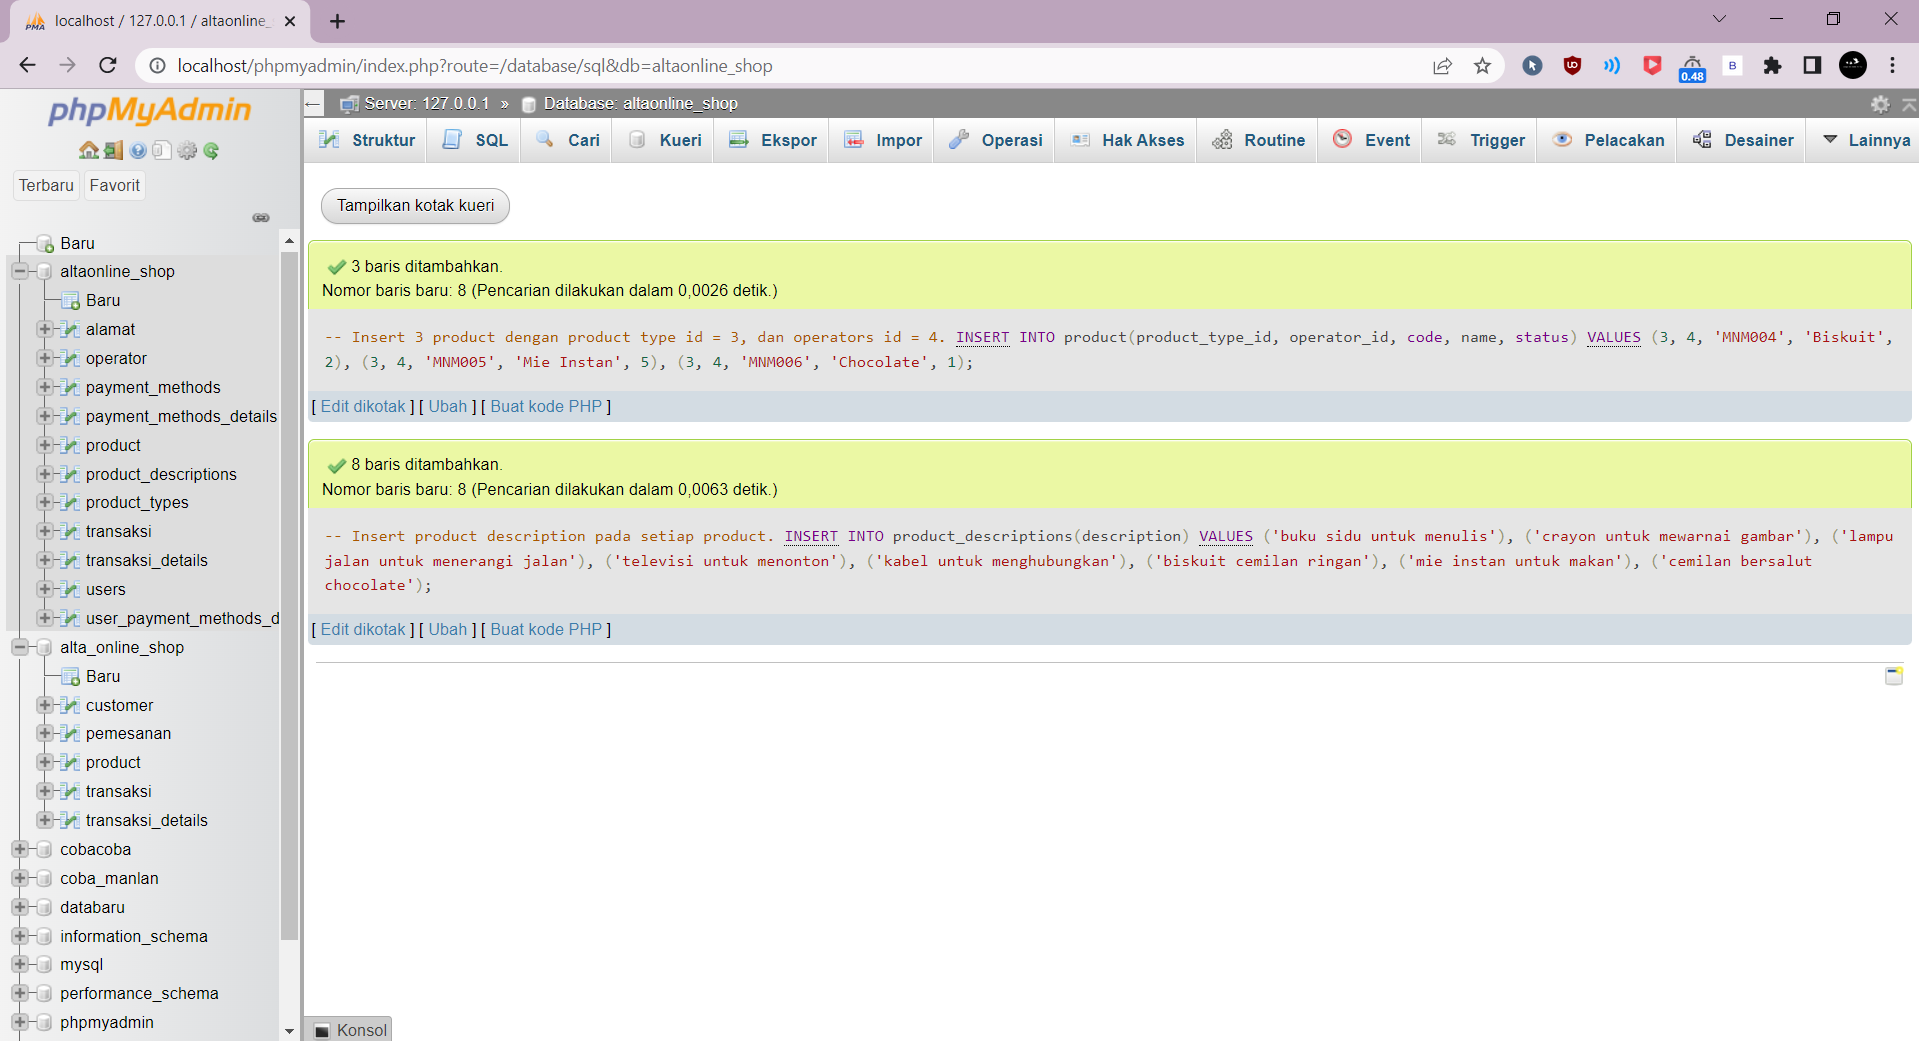 localhost / 127.0.0.1 / altaonline_
localhost/phpmyadmin/index.php?route=/database/sql&db=altaonline_shop
0.48
B
phpMyAdmin
Terbaru Favorit
Baru
altaonline_shop
Baru
alamat
operator
payment_methods
payment_methods_details
product
product_descriptions
product_types
transaksi
transaksi_details
users
user_payment_methods_d
alta_online_shop
Baru
customer
pemesanan
product
transaksi
transaksi_details
cobacoba
coba_manlan
databaru
information_schema
mysql
performance_schema
phpmyadmin
Server: 127.0.0.1 » Database: altaonline_shop
Struktur SQL Cari Kueri Ekspor Impor Operasi Hak Akses Routine Event Trigger Pelacakan Desainer Lainnya
Tampilkan kotak kueri
3 baris ditambahkan.
Nomor baris baru: 8 (Pencarian dilakukan dalam 0,0026 detik.)
-- Insert 3 product dengan product type id = 3, dan operators id = 4. INSERT INTO product(product_type_id, operator_id, code, name, status) VALUES (3, 4, 'MNM004', 'Biskuit',
2), (3, 4, 'MNM005', 'Mie Instan', 5), (3, 4, 'MNM006', 'Chocolate', 1);
[ Edit dikotak ] [ Ubah ] [ Buat kode PHP ]
8 baris ditambahkan.
Nomor baris baru: 8 (Pencarian dilakukan dalam 0,0063 detik.)
-- Insert product description pada setiap product. INSERT INTO product_descriptions(description) VALUES ('buku sidu untuk menulis'), ('crayon untuk mewarnai gambar'), ('lampu
jalan untuk menerangi jalan'), ('televisi untuk menonton'), ('kabel untuk menghubungkan'), ('biskuit cemilan ringan'), ('mie instan untuk makan'), ('cemilan bersalut
chocolate');
[ Edit dikotak ] [ Ubah ] [ Buat kode PHP ]
Konsol